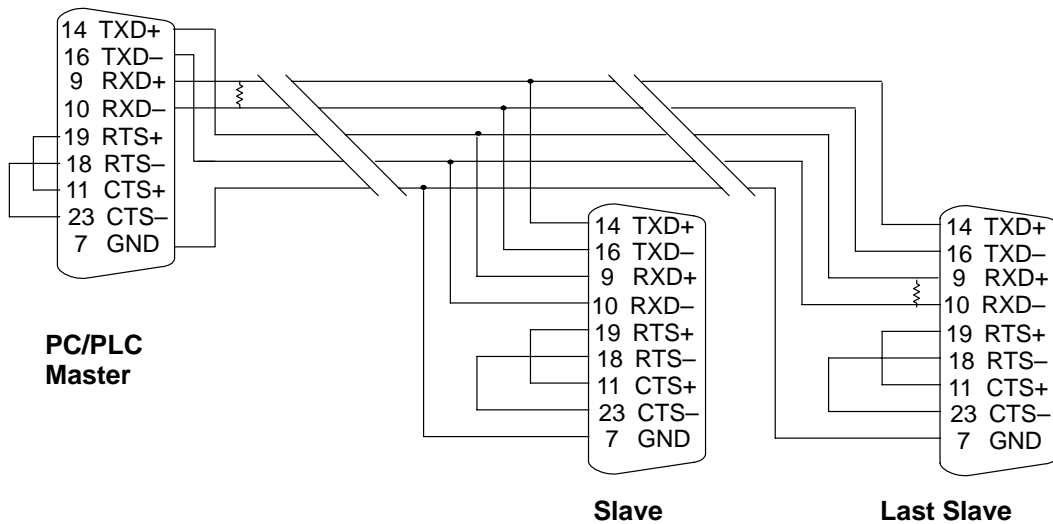 14 TXD+
16 TXD–
9 RXD+
10 RXD–
19 RTS+
18 RTS–
11 CTS+
23 CTS–
7 GND
PC/PLC
Master
14 TXD+
16 TXD–
9 RXD+
10 RXD–
19 RTS+
18 RTS–
11 CTS+
23 CTS–
7 GND
Slave
14 TXD+
16 TXD–
9 RXD+
10 RXD–
19 RTS+
18 RTS–
11 CTS+
23 CTS–
7 GND
Last Slave